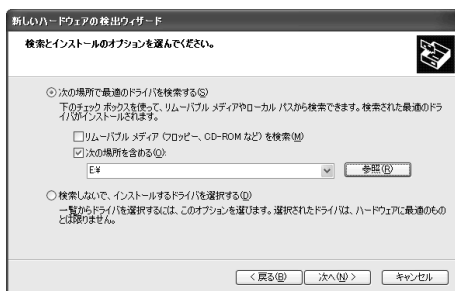 新しいハードウェアの検出ウィザード
検索とインストールのオプションを選んでください。
次の場所で最適のドライバを検索する(S)
下のチェック ボックスを使って、リムーバブル メディアやローカル パスから検索できます。検索された最適のドラ
イバがインストールされます。
リムーバブル メディア (フロッピー、CD-ROM など) を検索(M)
次の場所を含める(O):
E¥
参照(R)
検索しないで、インストールするドライバを選択する(D)
一覧からドライバを選択するには、このオプションを選びます。選択されたドライバは、ハードウェアに最適のもの
とは限りません。
< 戻る(B)
次へ(N) >
キャンセル